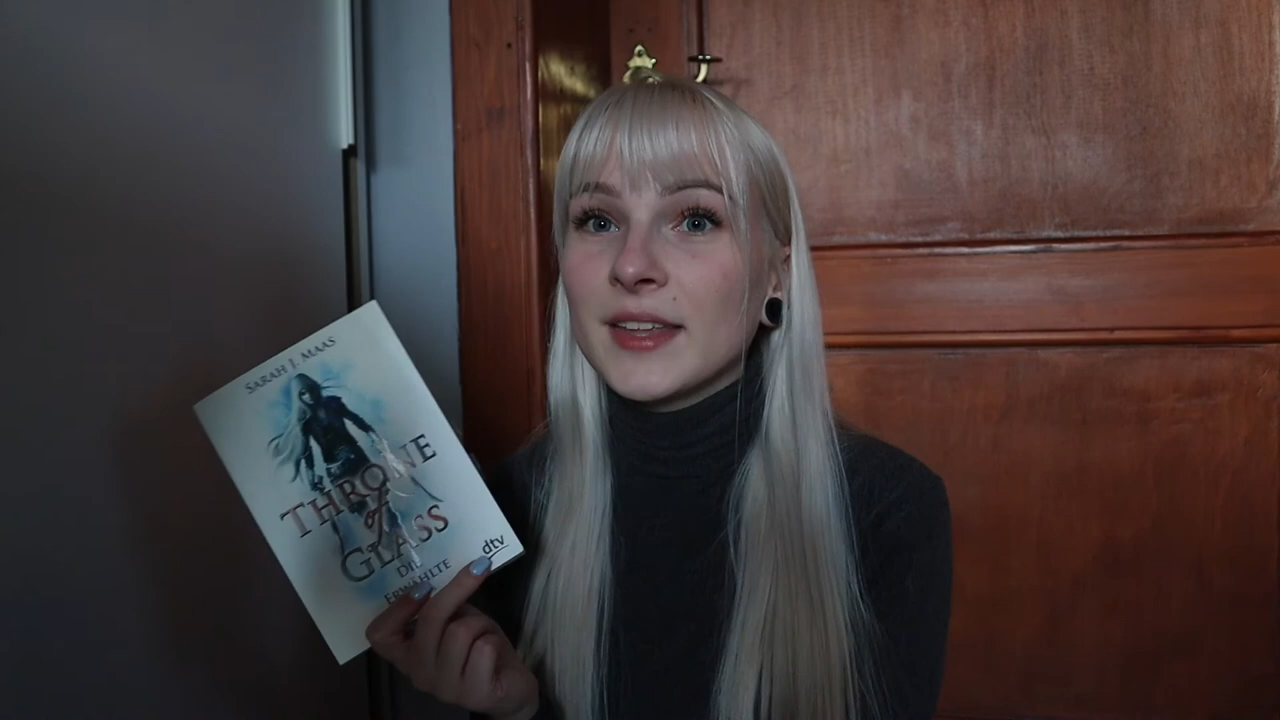 SARAH J. MAAS
THRONE
of
GLASS
DIE
ERWÄHLTE
dtv